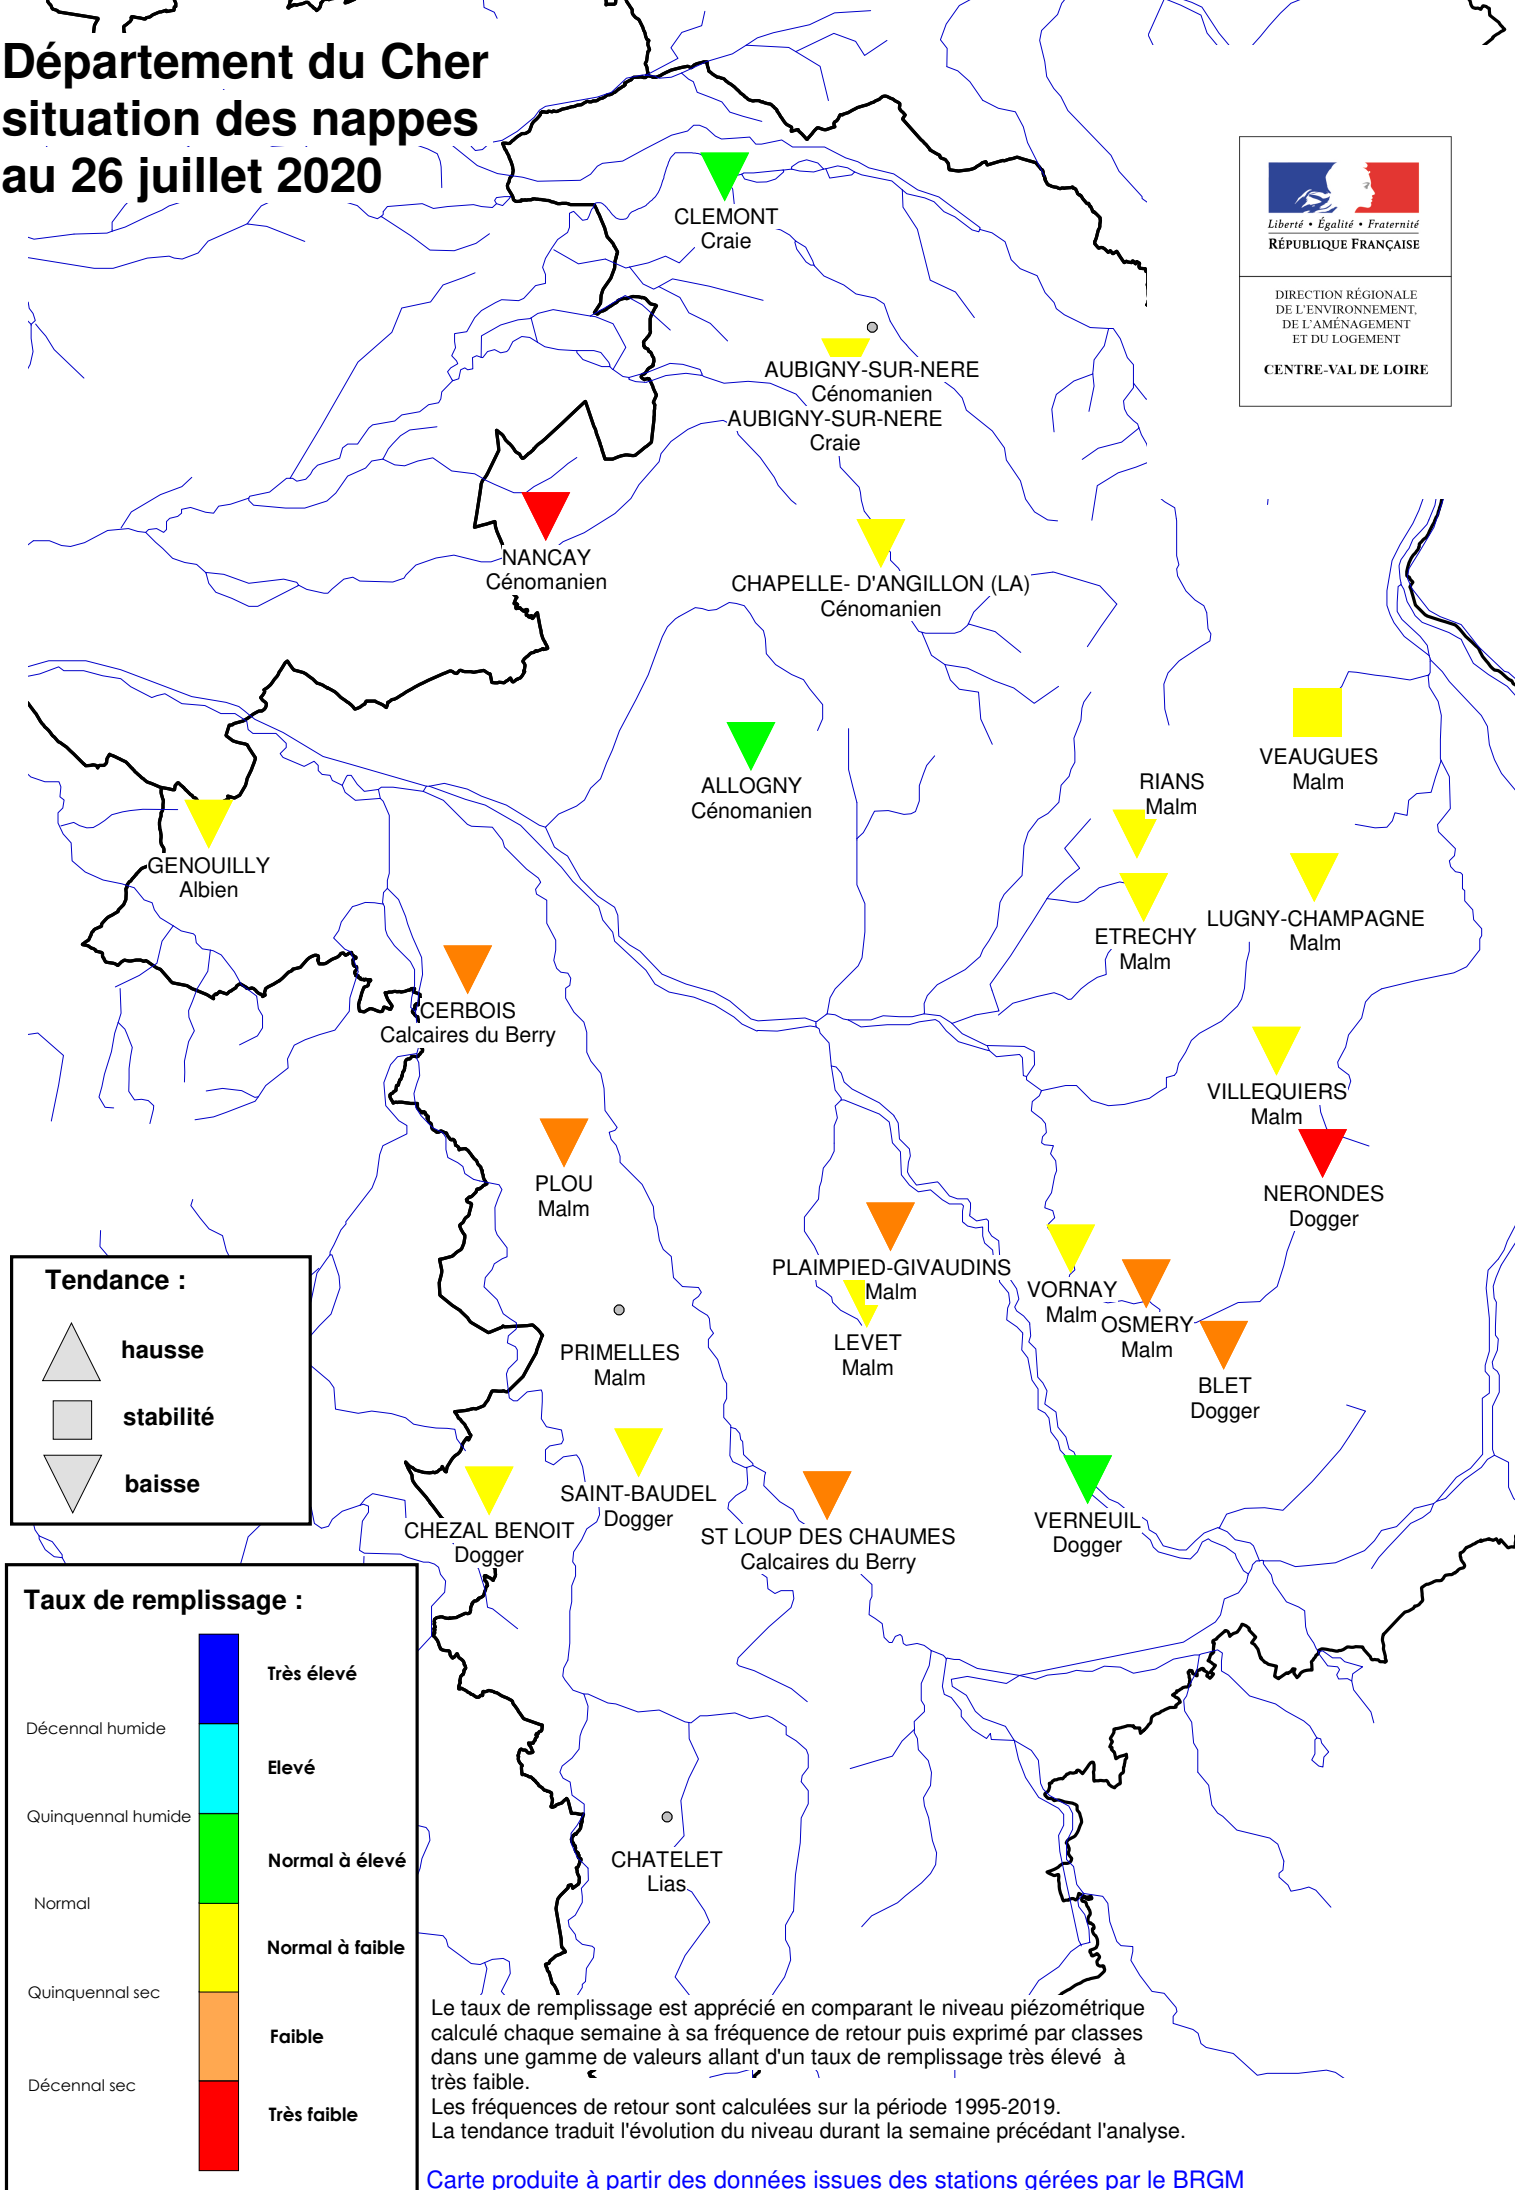 Département du Cher
situation des nappes
au 26 juillet 2020
Liberté • Égalité • Fraternité
RÉPUBLIQUE FRANÇAISE
DIRECTION RÉGIONALE
DE L'ENVIRONNEMENT,
DE L'AMÉNAGEMENT
ET DU LOGEMENT
CENTRE-VAL DE LOIRE
CLEMONT
Craie
AUBIGNY-SUR-NERE
Cénomanien
AUBIGNY-SUR-NERE
Craie
NANCAY
Cénomanien
CHAPELLE- D'ANGILLON (LA)
Cénomanien
VEAUGUES
Malm
RIANS
Malm
ALLOGNY
Cénomanien
GENOUILLY
Albien
LUGNY-CHAMPAGNE
Malm
ETRECHY
Malm
CERBOIS
Calcaires du Berry
VILLEQUIERS
Malm
PLOU
Malm
NERONDES
Dogger
PLAIMPIED-GIVAUDINS
Malm
VORNAY
Malm
OSMERY
Malm
LEVET
Malm
PRIMELLES
Malm
BLET
Dogger
SAINT-BAUDEL
Dogger
CHEZAL BENOIT
Dogger
ST LOUP DES CHAUMES
Calcaires du Berry
VERNEUIL
Dogger
CHATELET
Lias
Tendance :
hausse
stabilité
baisse
Taux de remplissage :
Très élevé
Décennal humide
Elevé
Quinquennal humide
Normal à élevé
Normal
Normal à faible
Quinquennal sec
Faible
Décennal sec
Très faible
Le taux de remplissage est apprécié en comparant le niveau piézométrique
calculé chaque semaine à sa fréquence de retour puis exprimé par classes
dans une gamme de valeurs allant d'un taux de remplissage très élevé à
très faible.
Les fréquences de retour sont calculées sur la période 1995-2019.
La tendance traduit l'évolution du niveau durant la semaine précédant l'analyse.
Carte produite à partir des données issues des stations gérées par le BRGM